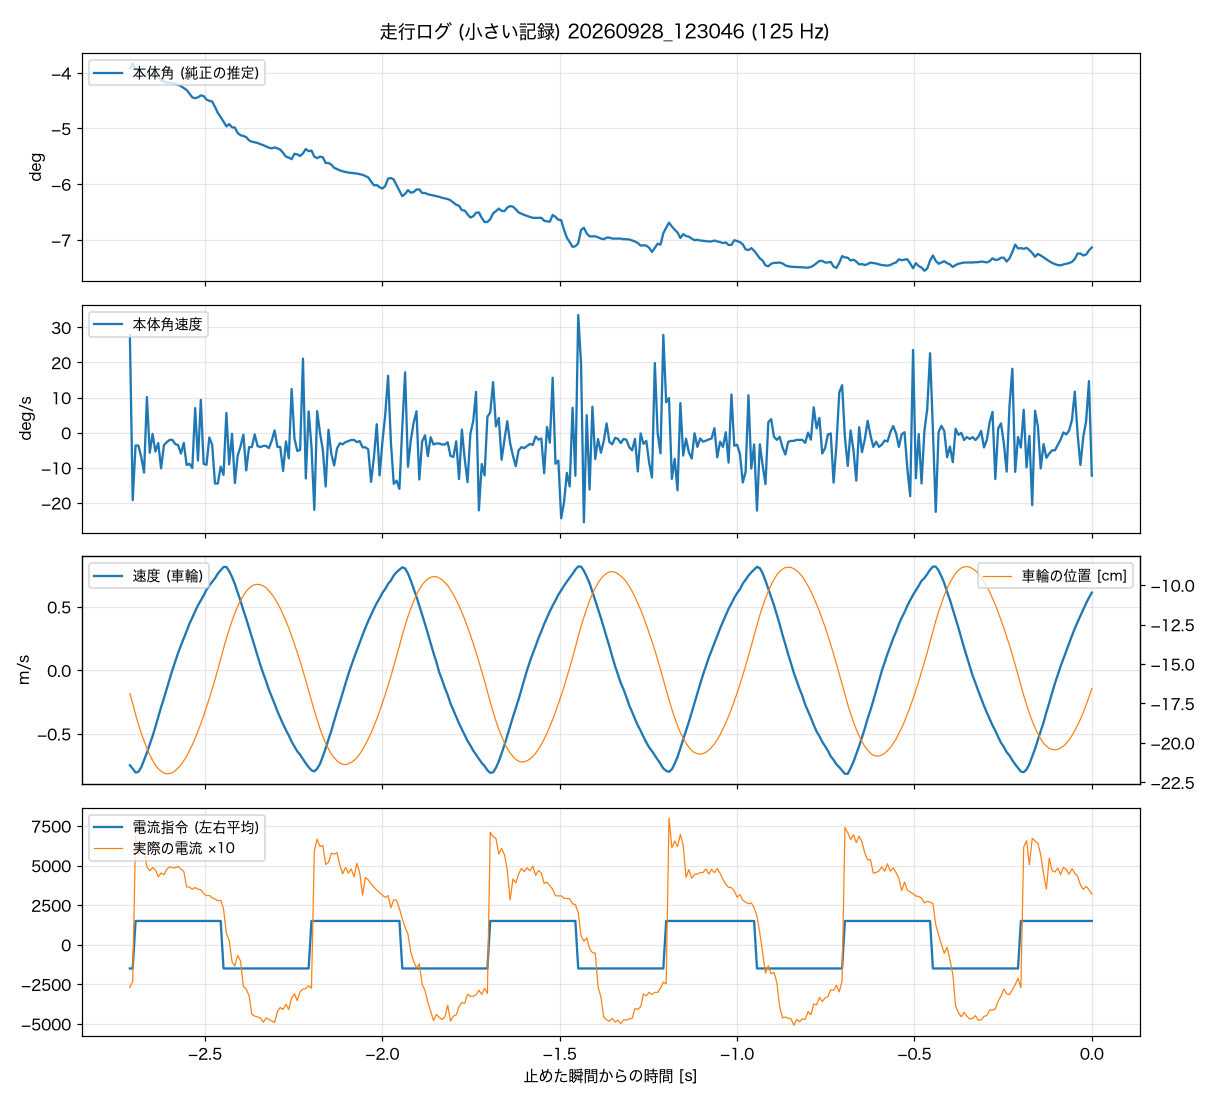 走行ログ (小さい記録) 20260928_123046 (125 Hz)
本体角 (純正の推定)
−4
−5
−6
−7
deg
本体角速度
30
20
10
0
−10
−20
deg/s
速度 (車輪)
車輪の位置 [cm]
0.5
0.0
−0.5
m/s
−10.0
−12.5
−15.0
−17.5
−20.0
−22.5
電流指令 (左右平均)
実際の電流 ×10
7500
5000
2500
0
−2500
−5000
−2.5
−2.0
−1.5
−1.0
−0.5
0.0
止めた瞬間からの時間 [s]